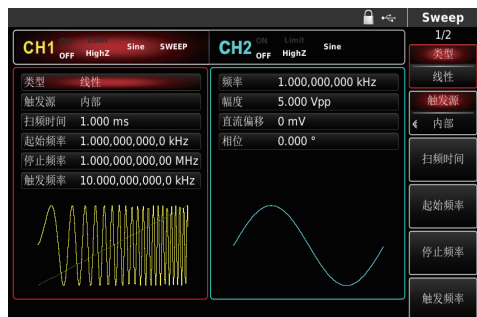 Sweep
1/2
CH1 ON OFF Limit HighZ Sine SWEEP
CH2 ON OFF Limit HighZ Sine
类型 线性
触发源 内部
扫频时间 1.000 ms
起始频率 1.000,000,000,0 kHz
停止频率 1.000,000,000,00 MHz
触发频率 10.000,000,000,0 kHz
频率 1.000,000,000 kHz
幅度 5.000 Vpp
直流偏移 0 mV
相位 0.000 °
类型
线性
触发源
内部
扫频时间
起始频率
停止频率
触发频率